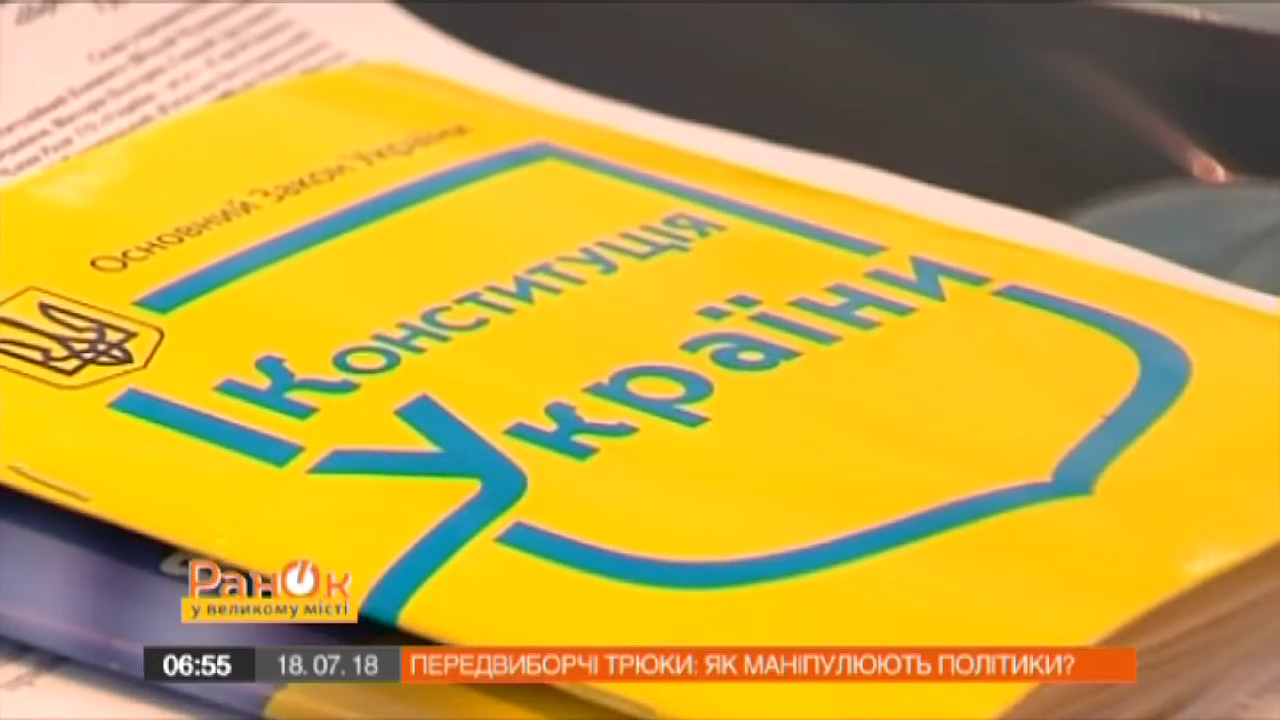 Основний Закон України
Конституція
України
РанОк
у великому місті
06:55 18.07.18 ПЕРЕДВИБОРЧІ ТРЮКИ: ЯК МАНІПУЛЮЮТЬ ПОЛІТИКИ?